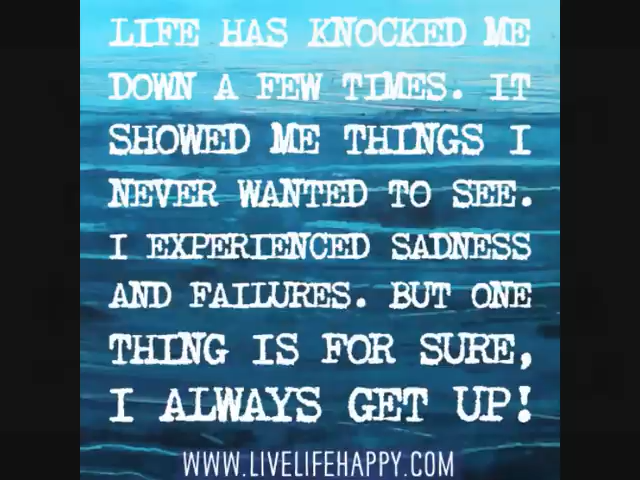 LIFE HAS KNOCKED ME
DOWN A FEW TIMES. IT
SHOWED ME THINGS I
NEVER WANTED TO SEE.
I EXPERIENCED SADNESS
AND FAILURES. BUT ONE
THING IS FOR SURE,
I ALWAYS GET UP!
WWW.LIVELIFEHAPPY.COM